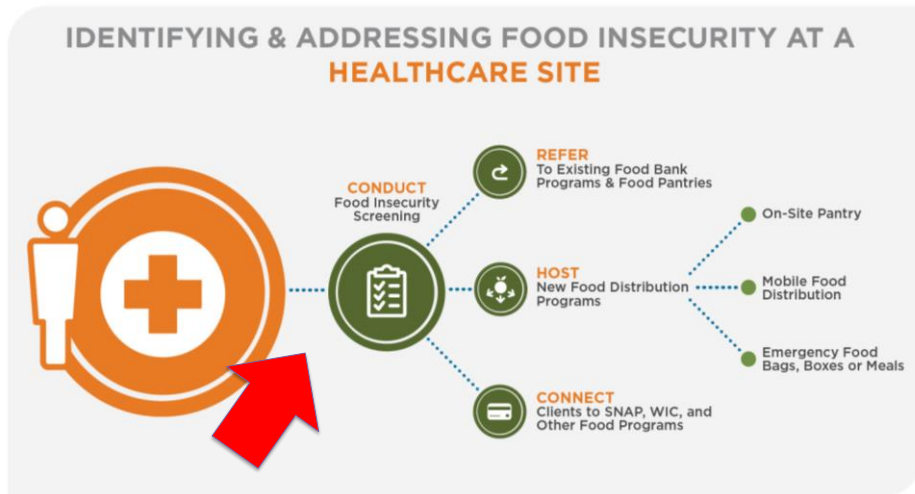 IDENTIFYING & ADDRESSING FOOD INSECURITY AT A
HEALTHCARE SITE
CONDUCT
Food Insecurity
Screening
REFER
To Existing Food Bank
Programs & Food Pantries
HOST
New Food Distribution
Programs
On-Site Pantry
Mobile Food
Distribution
Emergency Food
Bags, Boxes or Meals
CONNECT
Clients to SNAP, WIC, and
Other Food Programs